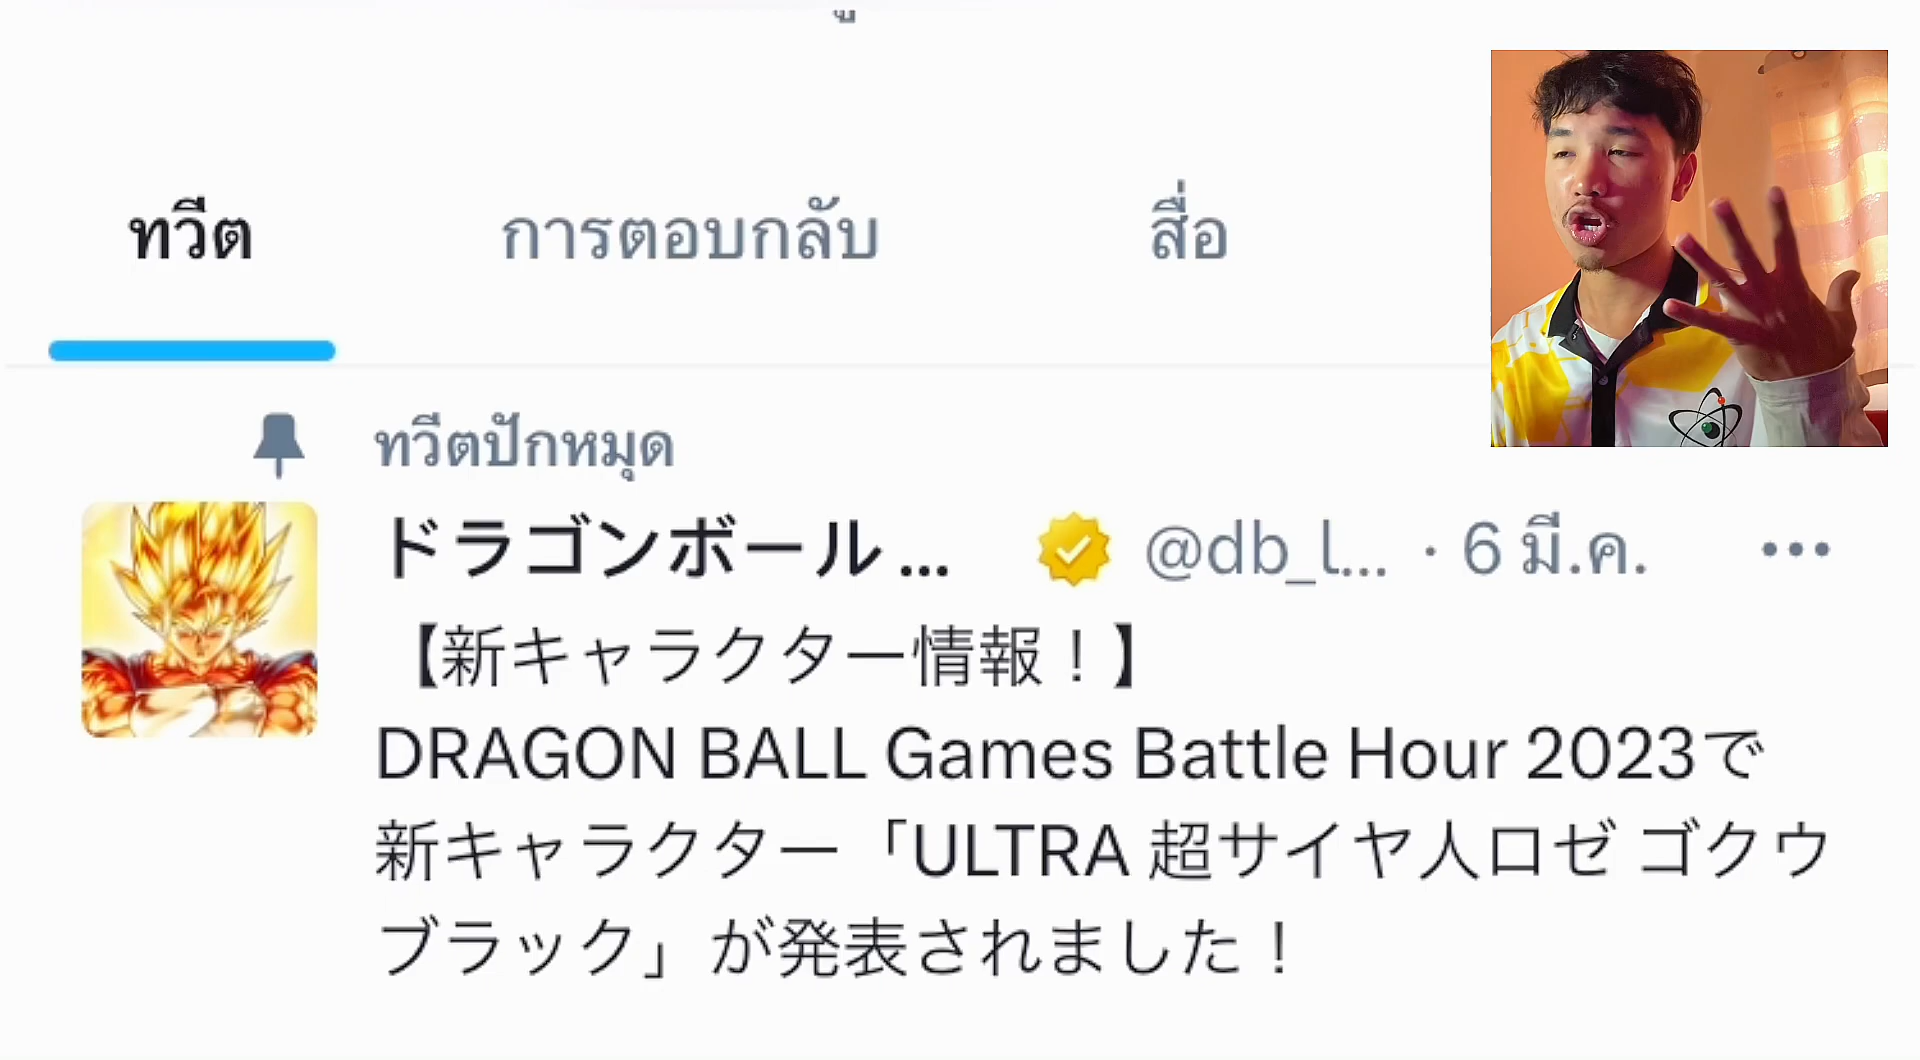 ทวีต
การตอบกลับ
สื่อ
ทวีตปักหมุด
ドラゴンボール ... @db_l... · 6 มี.ค.
【新キャラクター情報！】
DRAGON BALL Games Battle Hour 2023で
新キャラクター「ULTRA 超サイヤ人ロゼ ゴクウ
ブラック」が発表されました！